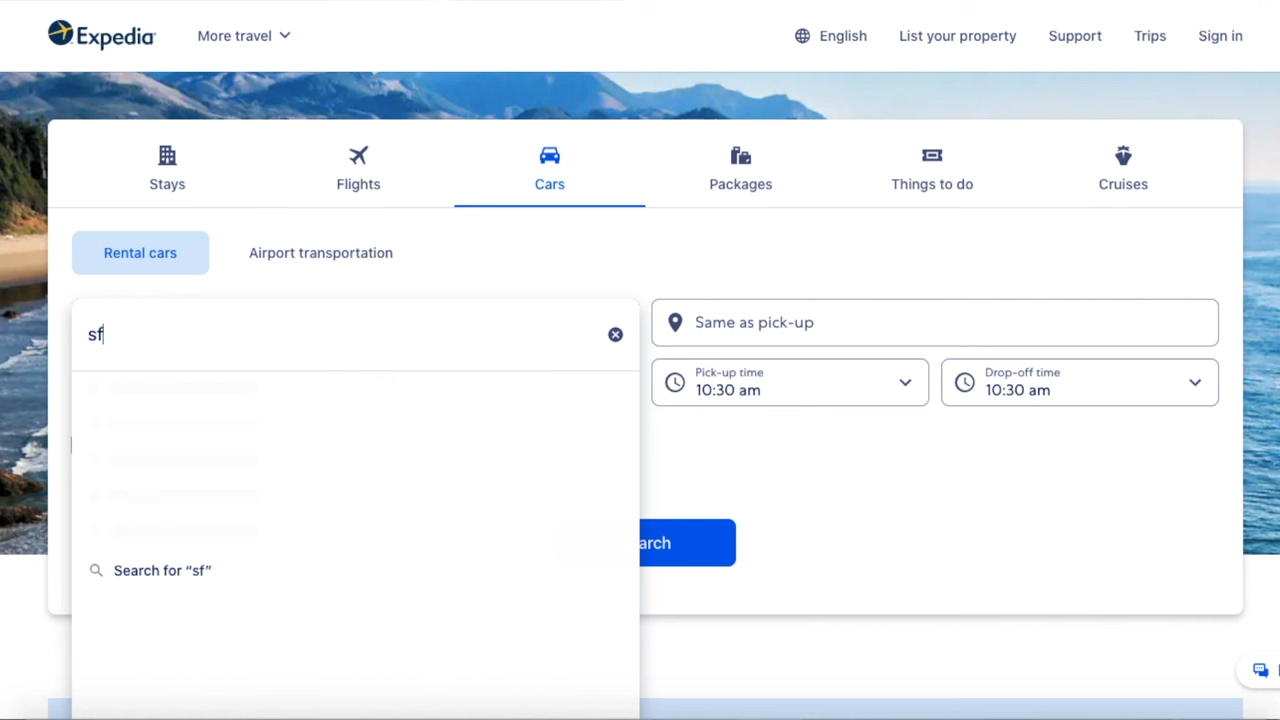 Expedia
More travel
English
List your property
Support
Trips
Sign in
Stays
Flights
Cars
Packages
Things to do
Cruises
Rental cars
Airport transportation
sf
Same as pick-up
Pick-up time
10:30 am
Drop-off time
10:30 am
arch
Search for “sf”